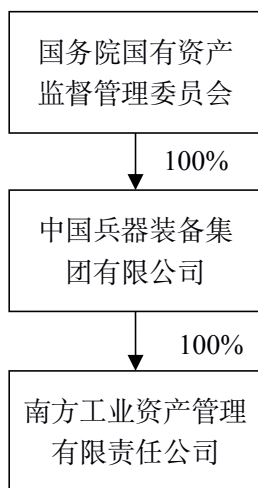 国务院国有资产
监督管理委员会
100%
中国兵器装备集
团有限公司
100%
南方工业资产管理
有限责任公司